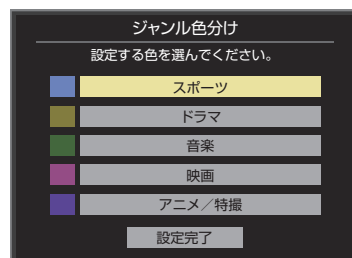 ジャンル色分け
設定する色を選んでください。
スポーツ
ドラマ
音楽
映画
アニメ／特撮
設定完了